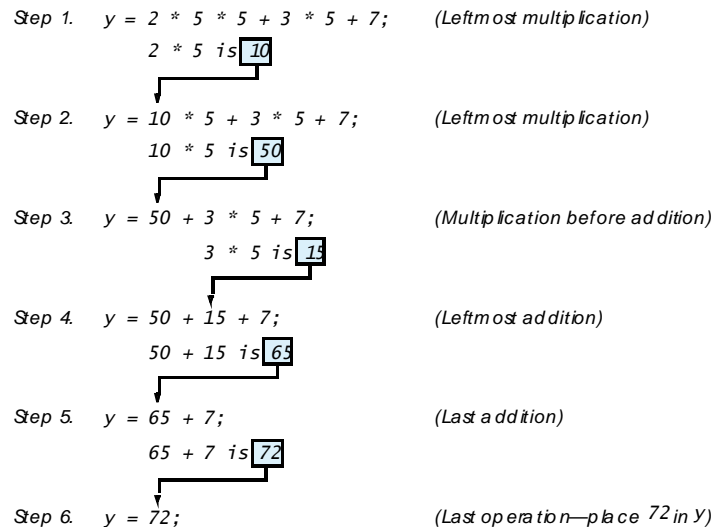 Step 1. y = 2 * 5 * 5 + 3 * 5 + 7; (Leftmost multiplication)
2 * 5 is 10
Step 2. y = 10 * 5 + 3 * 5 + 7; (Leftmost multiplication)
10 * 5 is 50
Step 3. y = 50 + 3 * 5 + 7; (Multiplication before addition)
3 * 5 is 15
Step 4. y = 50 + 15 + 7; (Leftmost addition)
50 + 15 is 65
Step 5. y = 65 + 7; (Last addition)
65 + 7 is 72
Step 6. y = 72; (Last operation—place 72 in y)